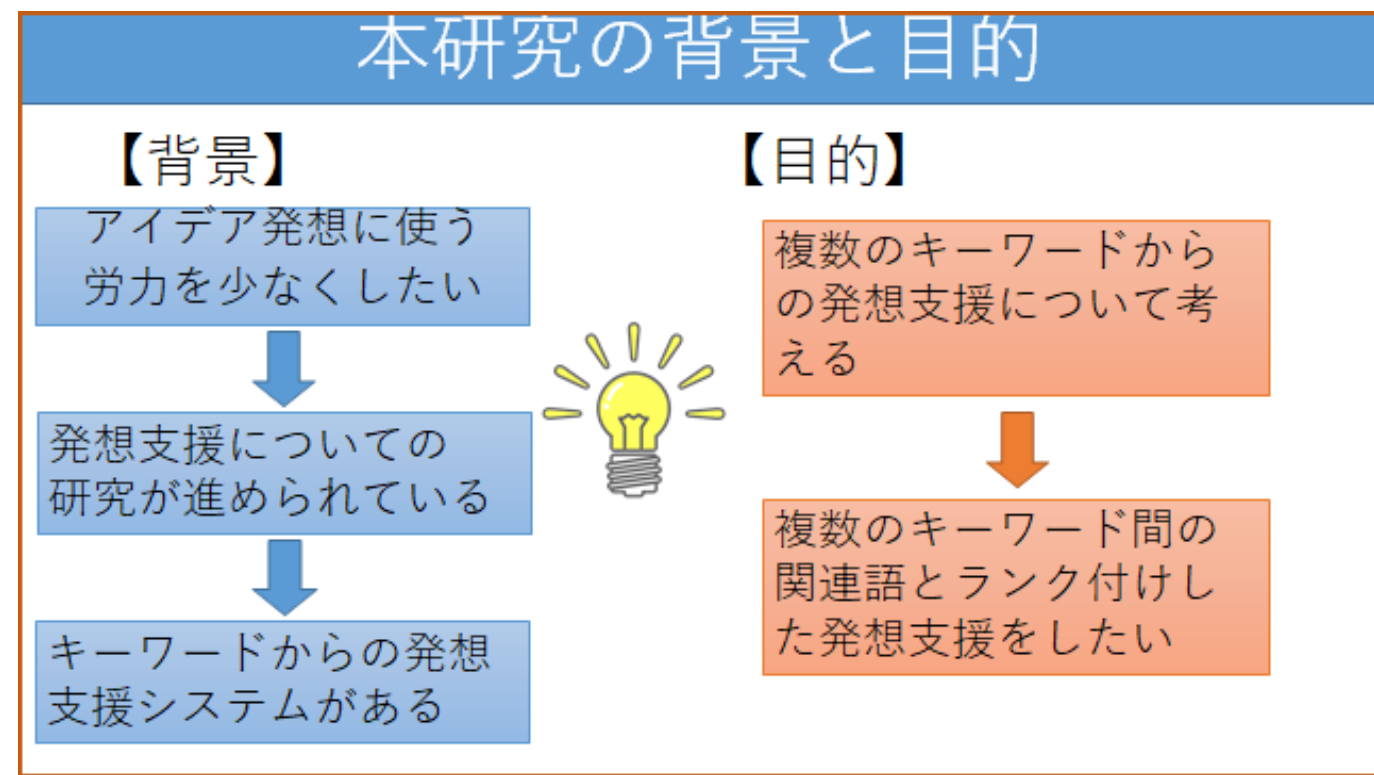 本研究の背景と目的
【背景】
アイデア発想に使う
労力を少なくしたい
発想支援についての
研究が進められている
キーワードからの発想
支援システムがある
【目的】
複数のキーワードから
の発想支援について考
える
複数のキーワード間の
関連語とランク付けし
た発想支援をしたい